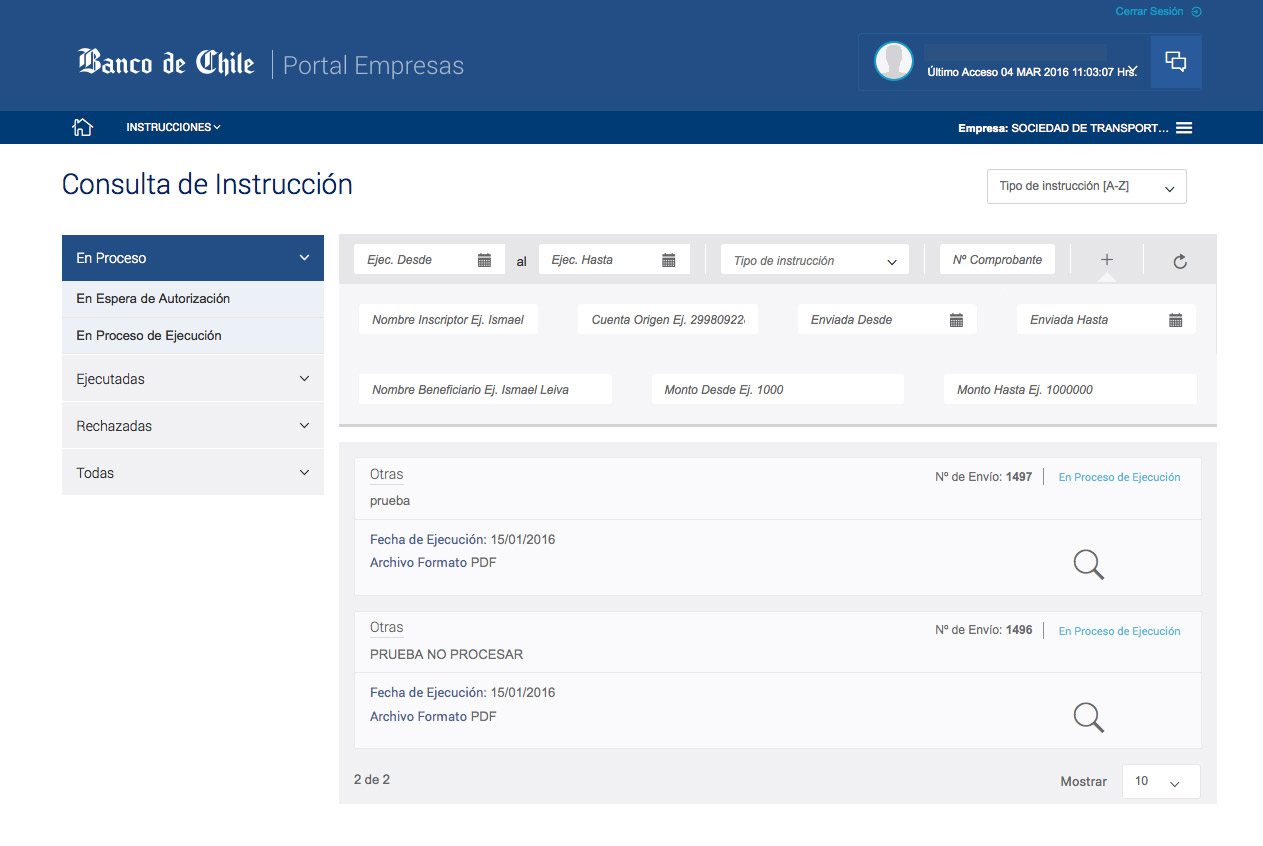 Cerrar Sesión
Banco de Chile | Portal Empresas
Último Acceso 04 MAR 2016 11:03:07 Hrs.
INSTRUCCIONES
Empresa: SOCIEDAD DE TRANSPORT...
Consulta de Instrucción
Tipo de instrucción [A-Z]
En Proceso
En Espera de Autorización
En Proceso de Ejecución
Ejecutadas
Rechazadas
Todas
Ejec. Desde al Ejec. Hasta Tipo de instrucción Nº Comprobante +
Nombre Inscriptor Ej. Ismael Cuenta Origen Ej. 29980922 Enviada Desde Enviada Hasta
Nombre Beneficiario Ej. Ismael Leiva Monto Desde Ej. 1000 Monto Hasta Ej. 1000000
Otras Nº de Envío: 1497 En Proceso de Ejecución
prueba
Fecha de Ejecución: 15/01/2016
Archivo Formato PDF
Otras Nº de Envío: 1496 En Proceso de Ejecución
PRUEBA NO PROCESAR
Fecha de Ejecución: 15/01/2016
Archivo Formato PDF
2 de 2 Mostrar 10